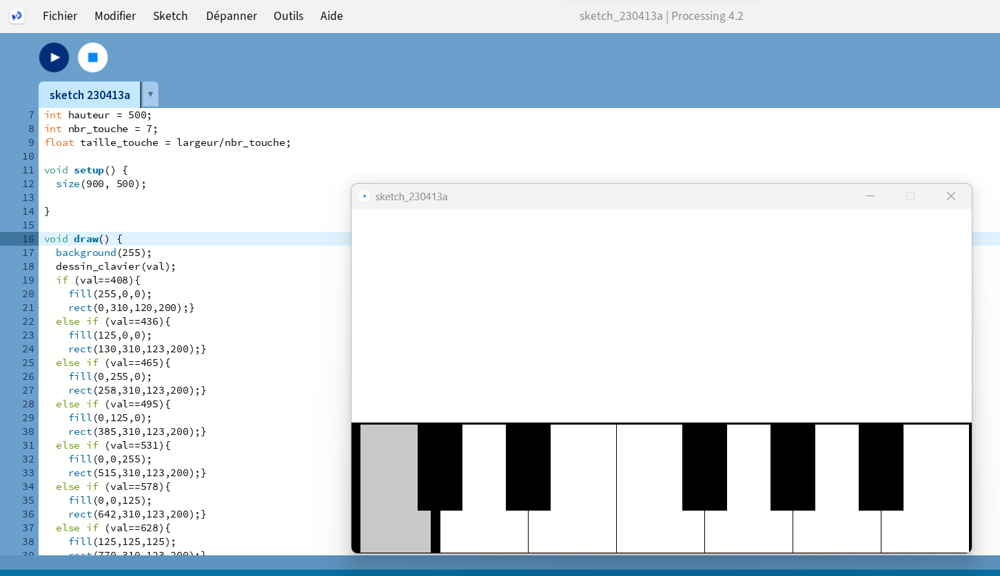 Fichier Modifier Sketch Dépanner Outils Aide sketch_230413a | Processing 4.2
sketch 230413a
7 int hauteur = 500;
8 int nbr_touche = 7;
9 float taille_touche = largeur/nbr_touche;
10
11 void setup() {
12   size(900, 500);
13
14 }
15
16 void draw() {
17   background(255);
18   dessin_clavier(val);
19   if (val==408){
20     fill(255,0,0);
21     rect(0,310,120,200);}
22   else if (val==436){
23     fill(125,0,0);
24     rect(130,310,123,200);}
25   else if (val==465){
26     fill(0,255,0);
27     rect(258,310,123,200);}
28   else if (val==495){
29     fill(0,125,0);
30     rect(385,310,123,200);}
31   else if (val==531){
32     fill(0,0,255);
33     rect(515,310,123,200);}
34   else if (val==578){
35     fill(0,0,125);
36     rect(642,310,123,200);}
37   else if (val==628){
38     fill(125,125,125);
39     rect(770,310,123,200);}
sketch_230413a